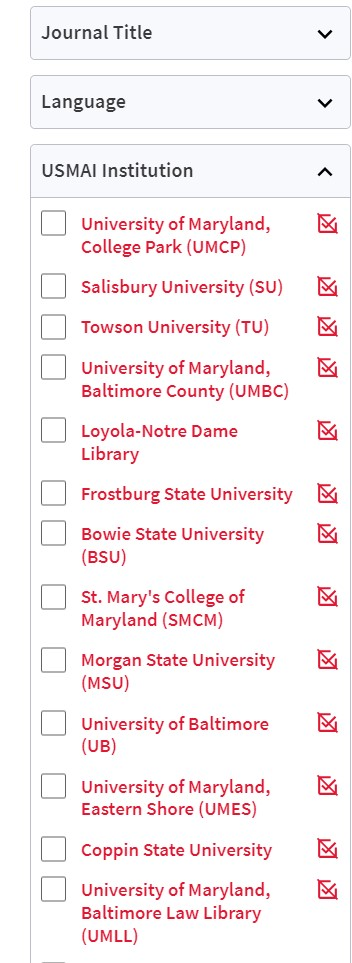 Journal Title
Language
USMAI Institution
University of Maryland,
College Park (UMCP)
Salisbury University (SU)
Towson University (TU)
University of Maryland,
Baltimore County (UMBC)
Loyola-Notre Dame
Library
Frostburg State University
Bowie State University
(BSU)
St. Mary's College of
Maryland (SMCM)
Morgan State University
(MSU)
University of Baltimore
(UB)
University of Maryland,
Eastern Shore (UMES)
Coppin State University
University of Maryland,
Baltimore Law Library
(UMLL)